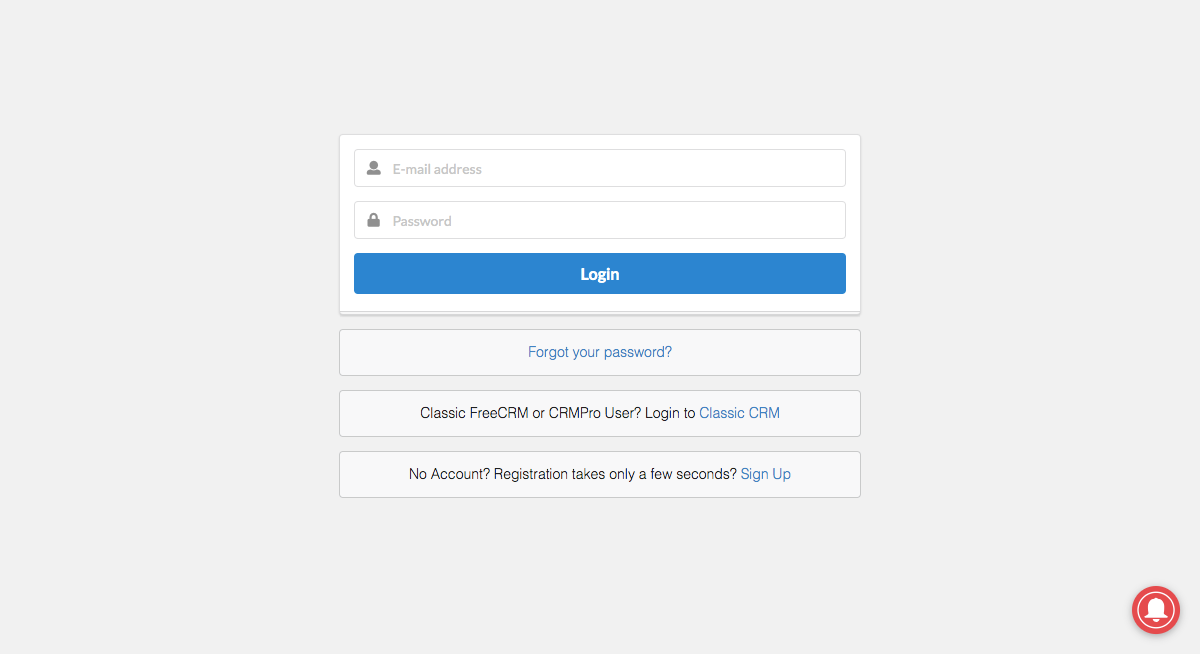 E-mail address
Password
Login
Forgot your password?
Classic FreeCRM or CRMPro User? Login to Classic CRM
No Account? Registration takes only a few seconds? Sign Up